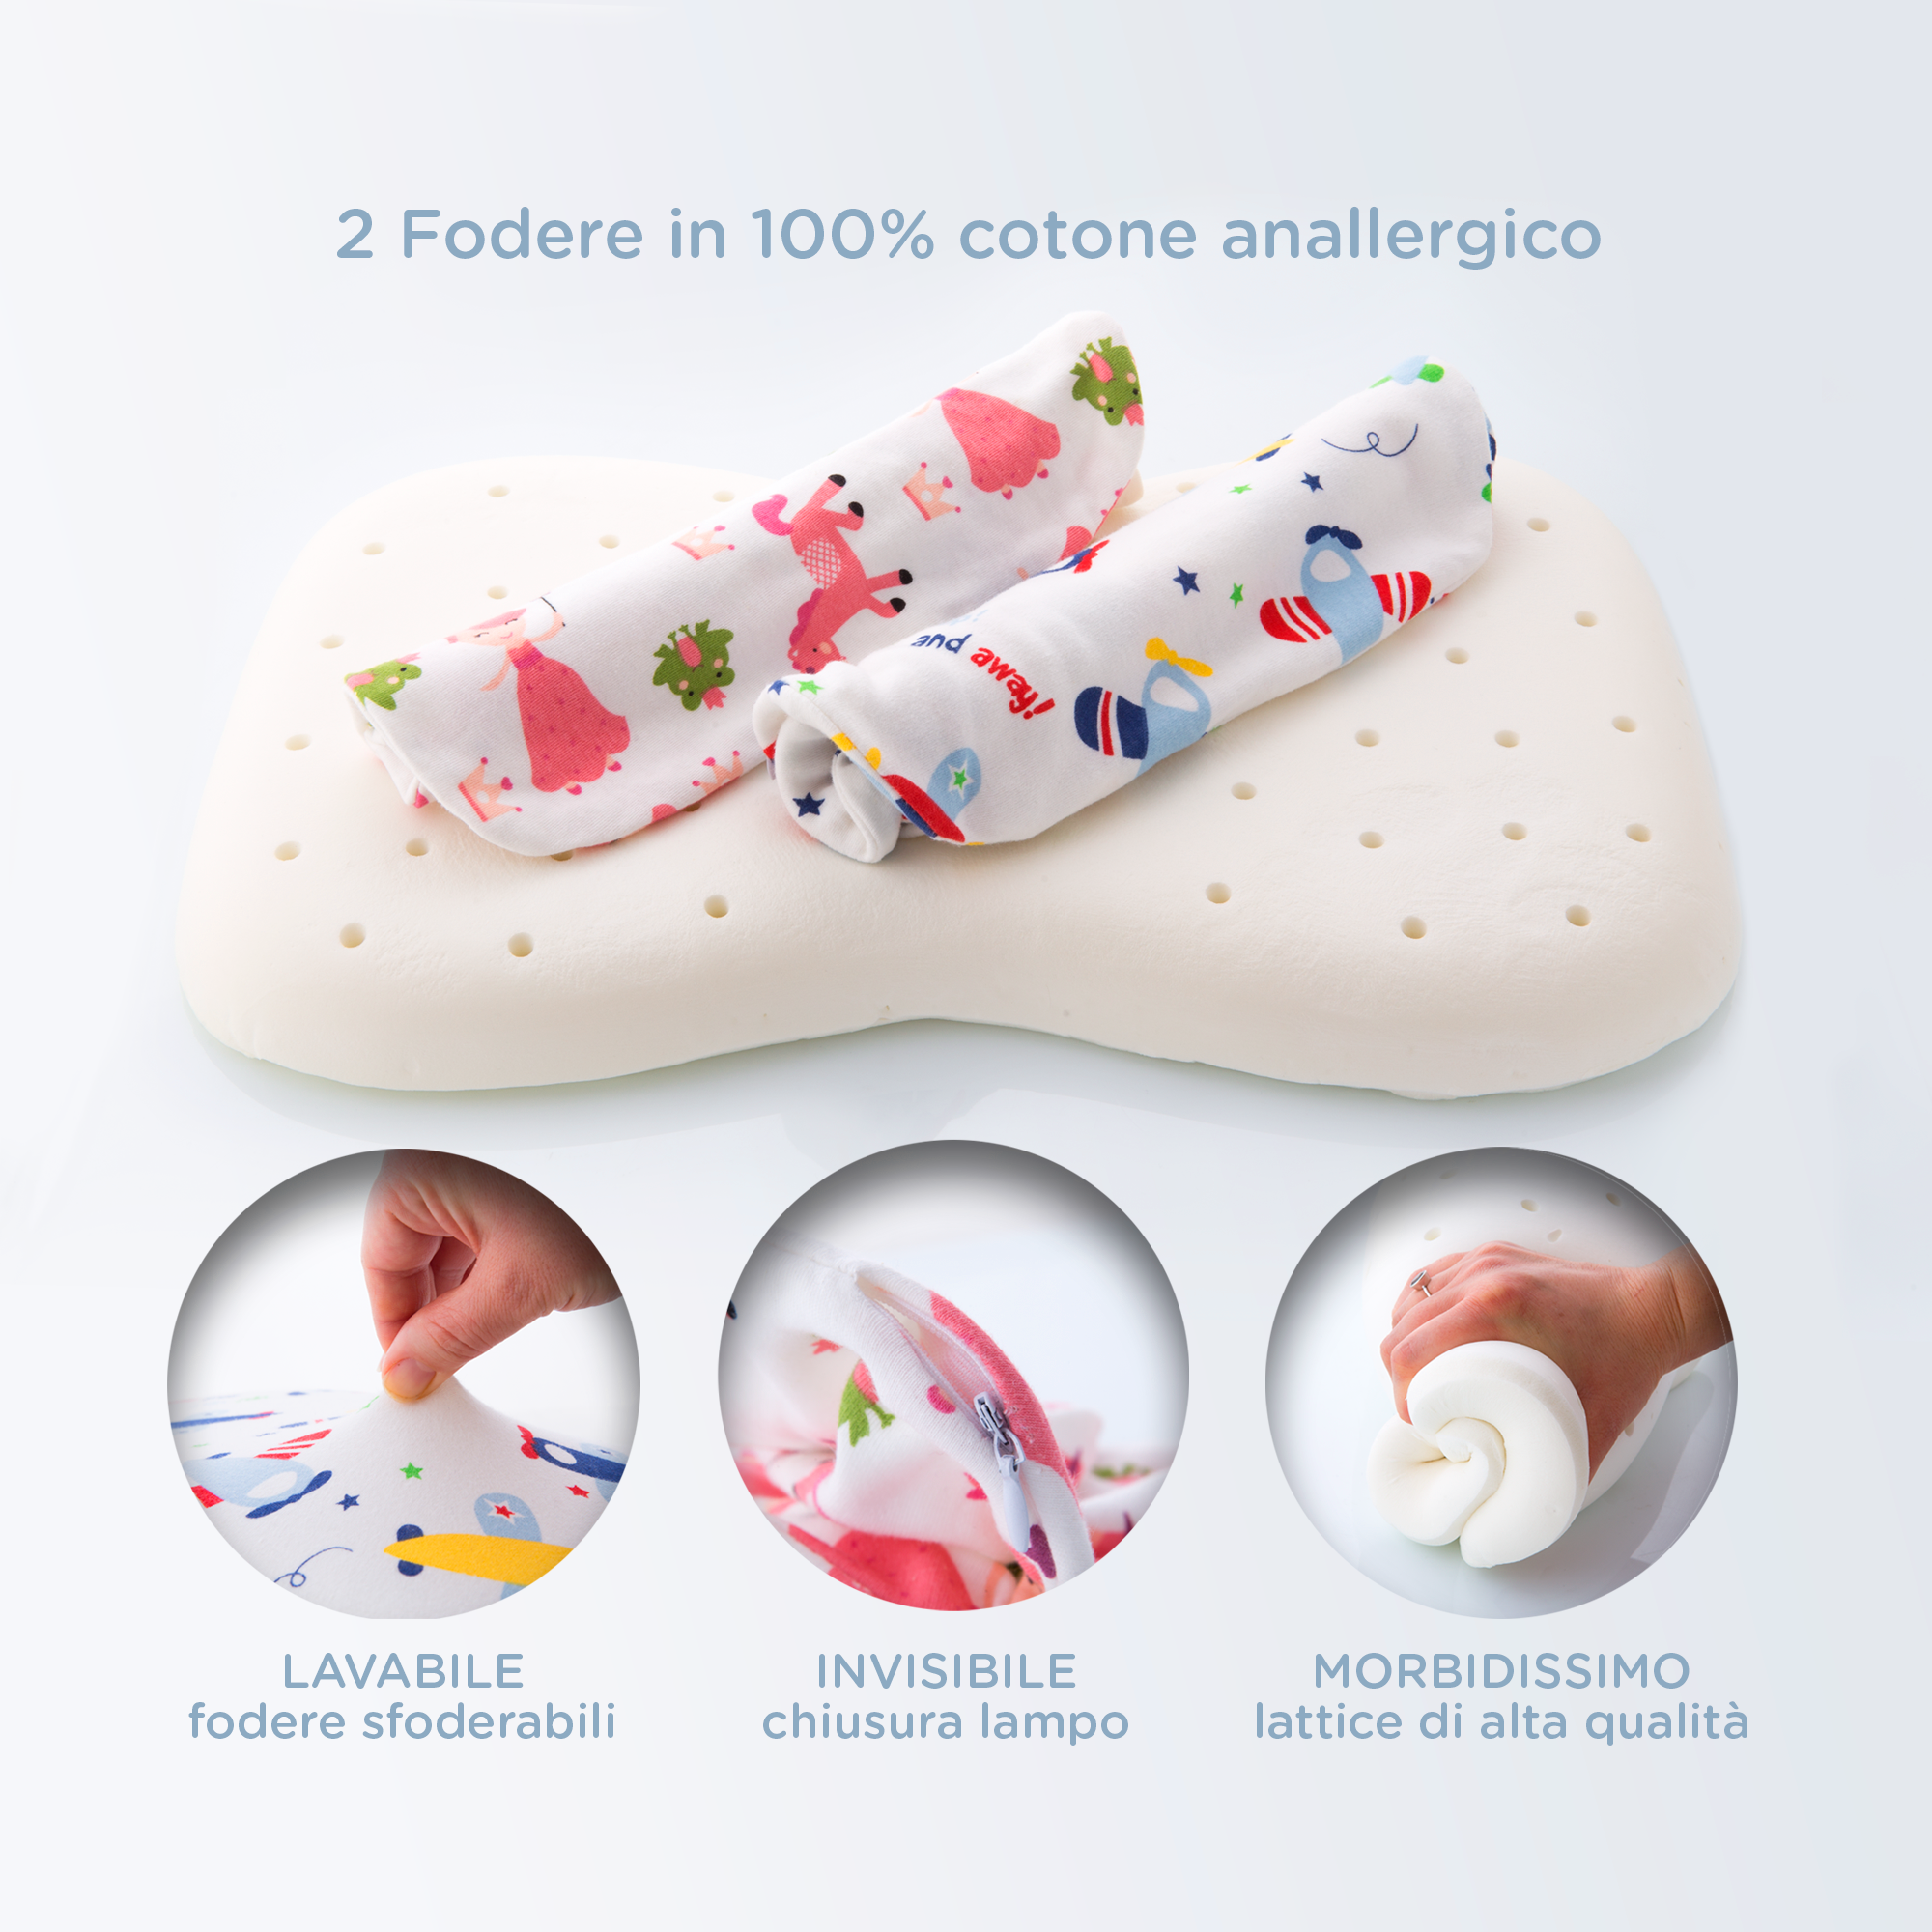 2 Fodere in 100% cotone anallergico
and away!
LAVABILE
fodere sfoderabili
INVISIBILE
chiusura lampo
MORBIDISSIMO
lattice di alta qualità